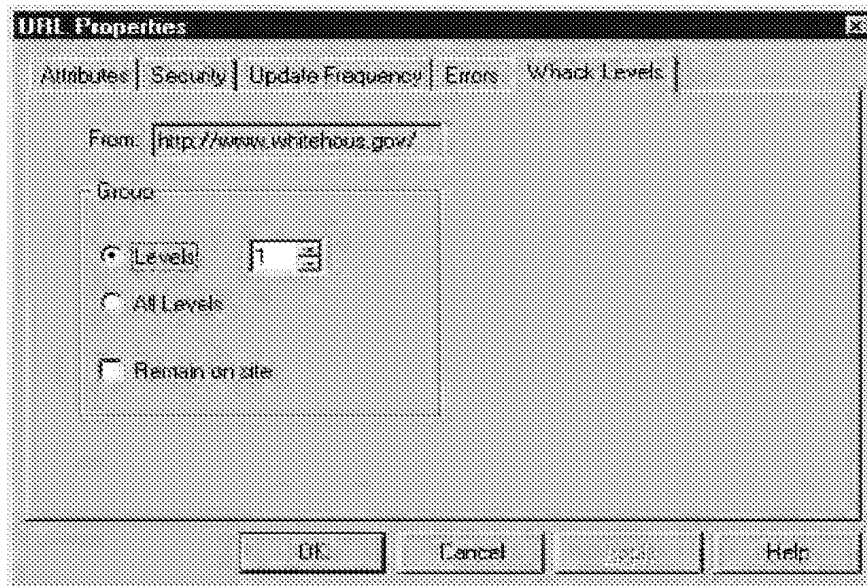 URL Properties
Attributes Security Update Frequency Errors Whack Levels
From: http://www.whitehous.gov/
Group
Levels 1
All Levels
Remain on site
OK Cancel Help